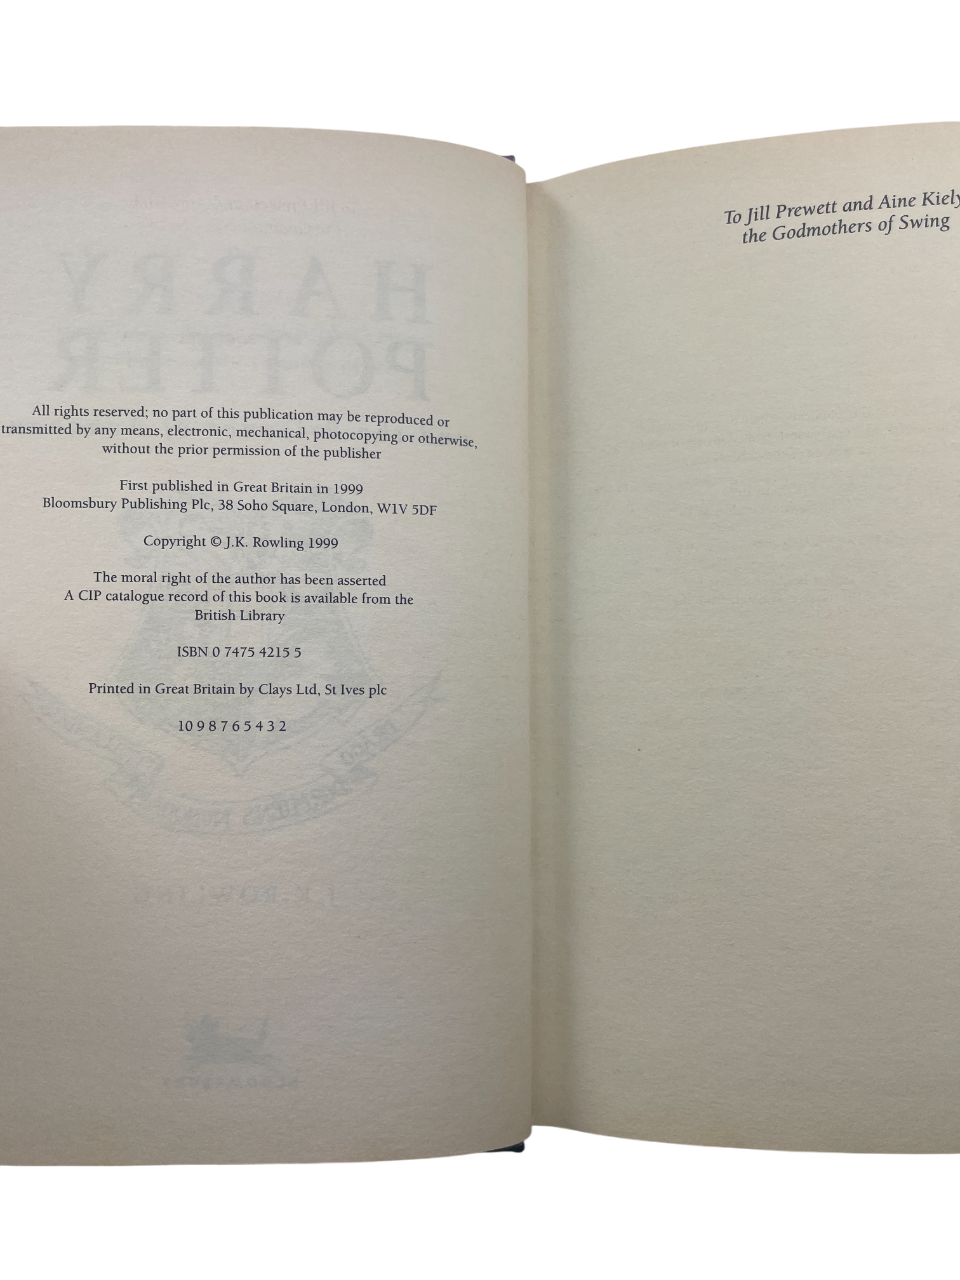 All rights reserved; no part of this publication may be reproduced or
transmitted by any means, electronic, mechanical, photocopying or otherwise,
without the prior permission of the publisher
First published in Great Britain in 1999
Bloomsbury Publishing Plc, 38 Soho Square, London, W1V 5DF
Copyright © J.K. Rowling 1999
The moral right of the author has been asserted
A CIP catalogue record of this book is available from the
British Library
ISBN 0 7475 4215 5
Printed in Great Britain by Clays Ltd, St Ives plc
10 9 8 7 6 5 4 3 2
To Jill Prewett and Aine Kiely
the Godmothers of Swing
HARRY
POTTER
J.K. ROWLING